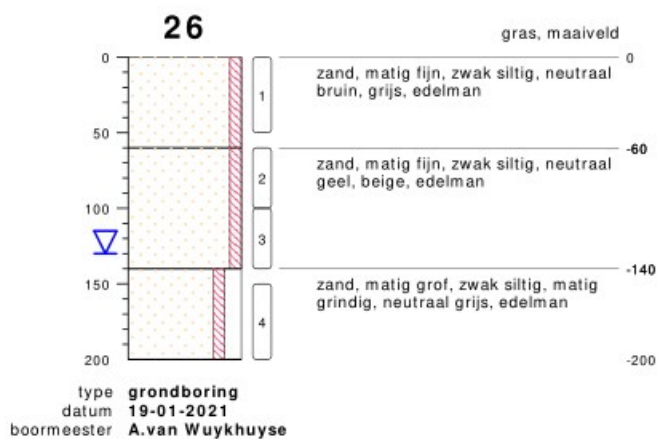 26
gras, maaiveld
0
0
zand, matig fijn, zwak siltig, neutraal
bruin, grijs, edelman
1
50
-60
zand, matig fijn, zwak siltig, neutraal
geel, beige, edelman
2
100
3
-140
150
zand, matig grof, zwak siltig, matig
grindig, neutraal grijs, edelman
4
200
-200
type grondboring
datum 19-01-2021
boormeester A.van Wuykhuyse